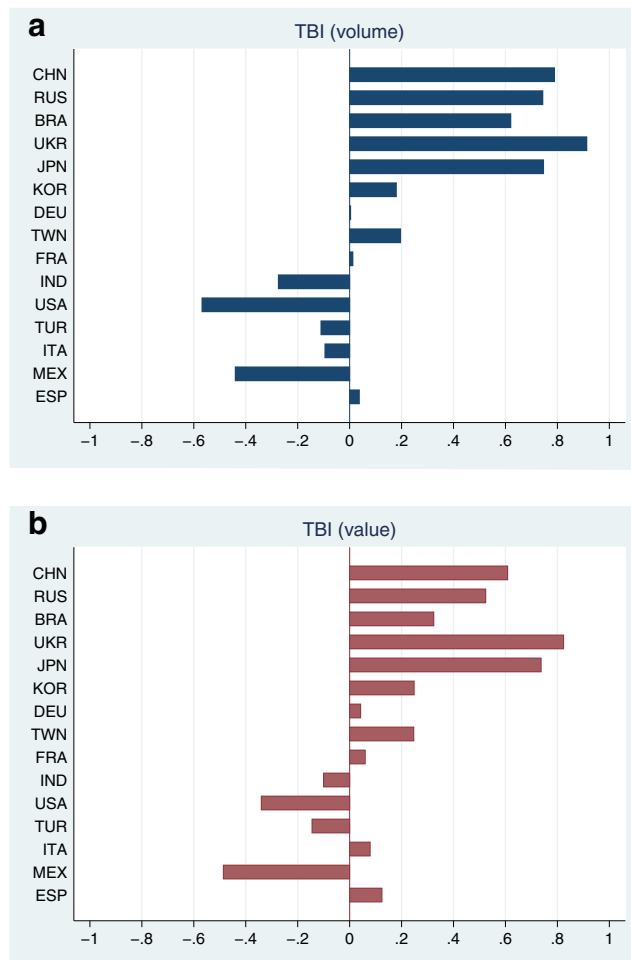 a
TBI (volume)
CHN
RUS
BRA
UKR
JPN
KOR
DEU
TWN
FRA
IND
USA
TUR
ITA
MEX
ESP
-1 -.8 -.6 -.4 -.2 0 .2 .4 .6 .8 1
b
TBI (value)
CHN
RUS
BRA
UKR
JPN
KOR
DEU
TWN
FRA
IND
USA
TUR
ITA
MEX
ESP
-1 -.8 -.6 -.4 -.2 0 .2 .4 .6 .8 1